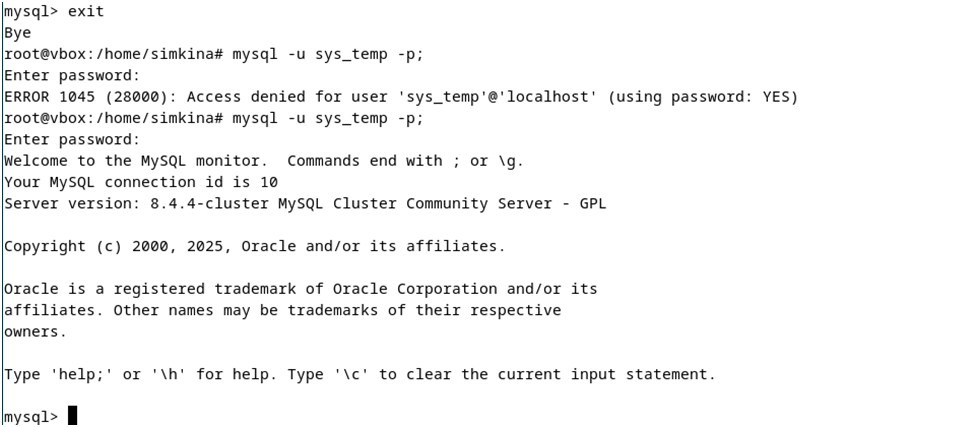 mysql> exit
Bye
root@vbox:/home/simkina# mysql -u sys_temp -p;
Enter password:
ERROR 1045 (28000): Access denied for user 'sys_temp'@'localhost' (using password: YES)
root@vbox:/home/simkina# mysql -u sys_temp -p;
Enter password:
Welcome to the MySQL monitor.  Commands end with ; or \g.
Your MySQL connection id is 10
Server version: 8.4.4-cluster MySQL Cluster Community Server - GPL

Copyright (c) 2000, 2025, Oracle and/or its affiliates.

Oracle is a registered trademark of Oracle Corporation and/or its
affiliates. Other names may be trademarks of their respective
owners.

Type 'help;' or '\h' for help. Type '\c' to clear the current input statement.

mysql>